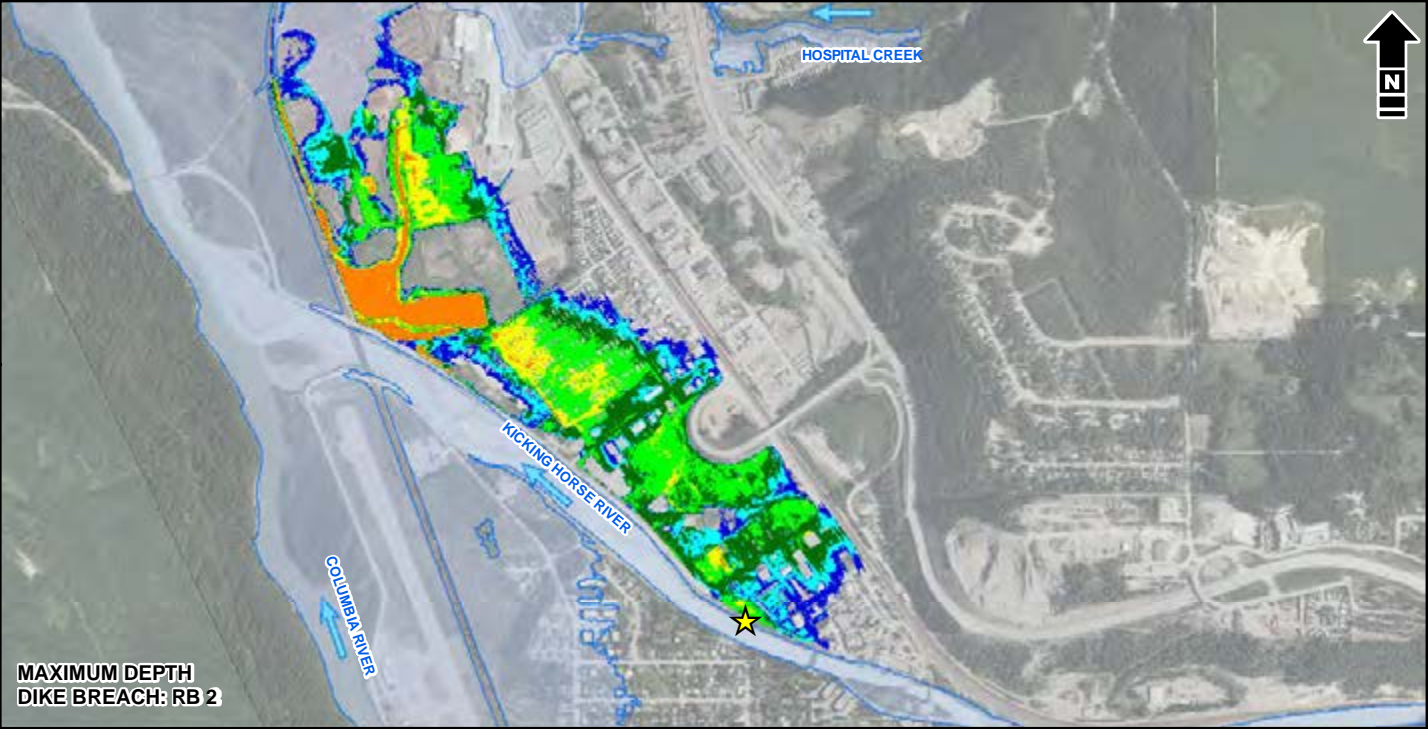 HOSPITAL CREEK
N
KICKING HORSE RIVER
COLUMBIA RIVER
MAXIMUM DEPTH
DIKE BREACH: RB 2